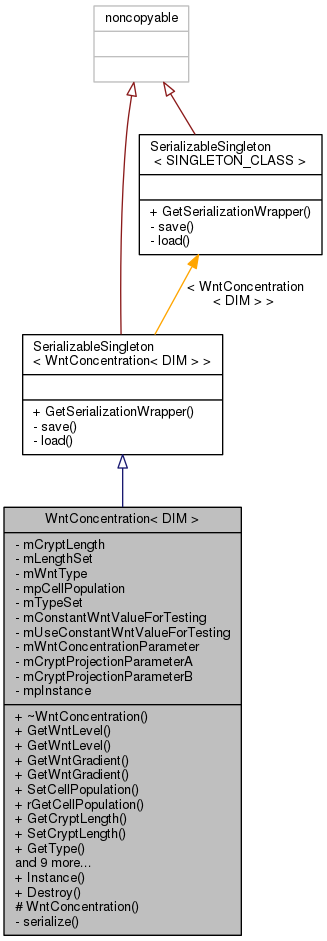 noncopyable
SerializableSingleton
< SINGLETON_CLASS >
+ GetSerializationWrapper()
- save()
- load()
< WntConcentration
< DIM > >
SerializableSingleton
< WntConcentration< DIM > >
+ GetSerializationWrapper()
- save()
- load()
WntConcentration< DIM >
- mCryptLength
- mLengthSet
- mWntType
- mpCellPopulation
- mTypeSet
- mConstantWntValueForTesting
- mUseConstantWntValueForTesting
- mWntConcentrationParameter
- mCryptProjectionParameterA
- mCryptProjectionParameterB
- mpInstance
+ ~WntConcentration()
+ GetWntLevel()
+ GetWntLevel()
+ GetWntGradient()
+ GetWntGradient()
+ SetCellPopulation()
+ rGetCellPopulation()
+ GetCryptLength()
+ SetCryptLength()
+ GetType()
and 9 more...
+ Instance()
+ Destroy()
# WntConcentration()
- serialize()